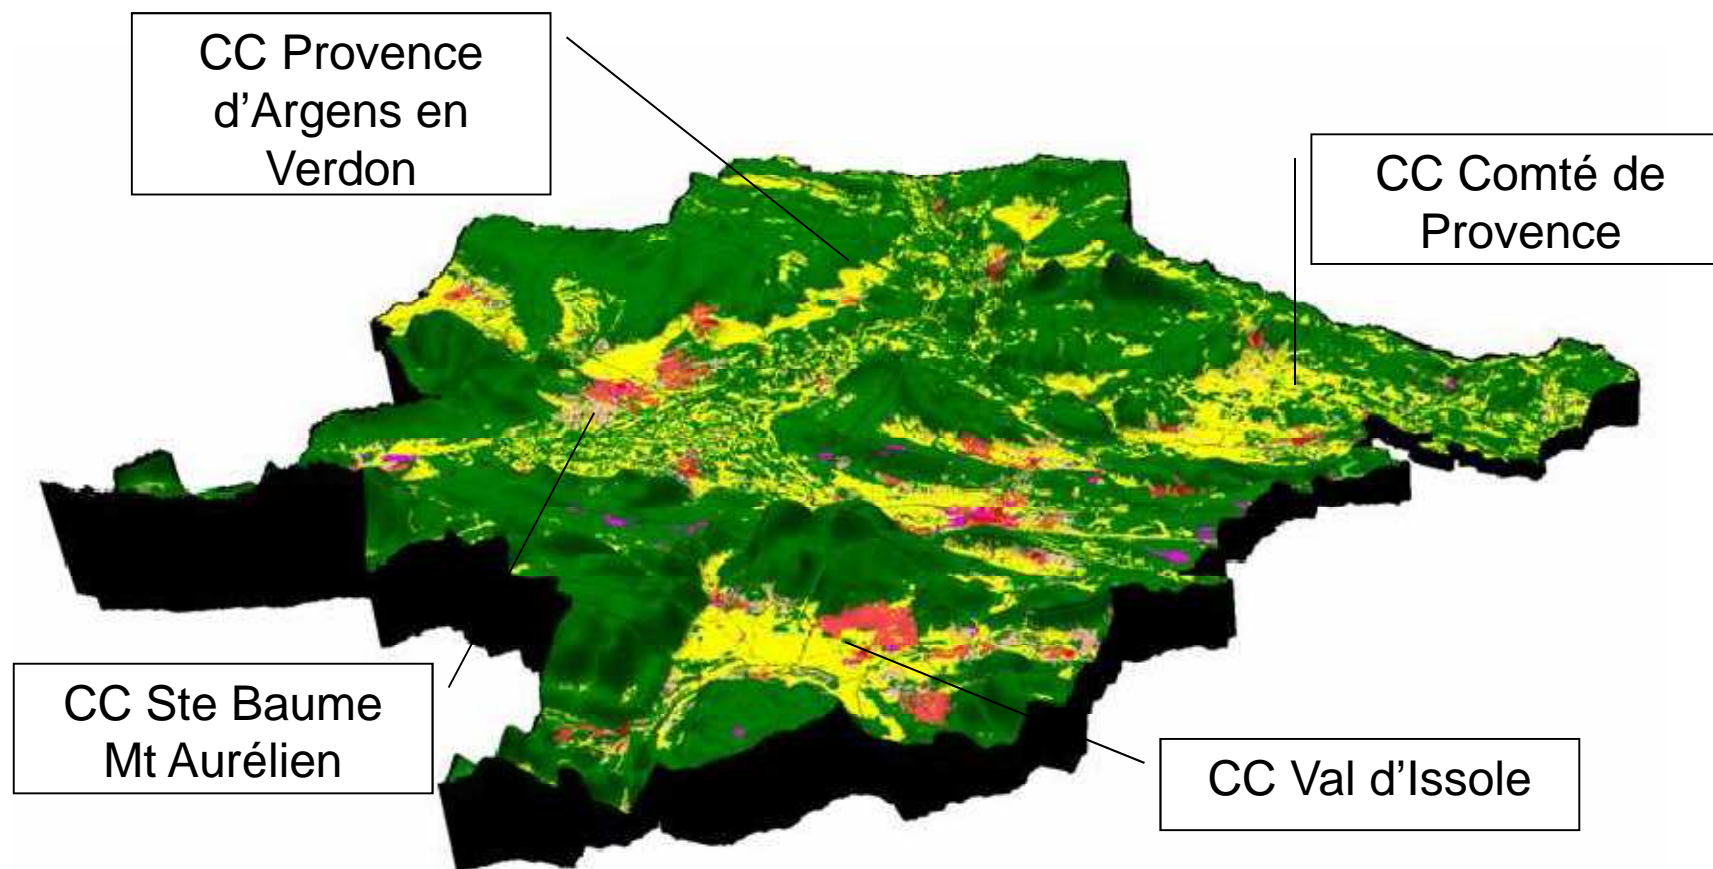 CC Provence
d’Argens en
Verdon
CC Comté de
Provence
CC Ste Baume
Mt Aurélien
CC Val d’Issole